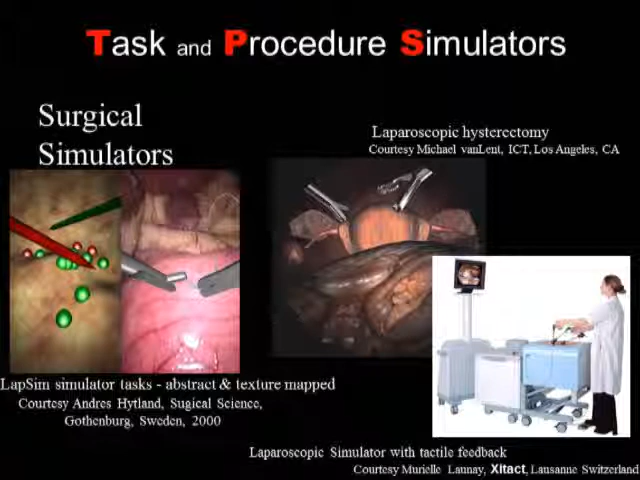 Task and Procedure Simulators
Surgical
Simulators
Laparoscopic hysterectomy
Courtesy Michael vanLent, ICT, Los Angeles, CA
LapSim simulator tasks - abstract & texture mapped
Courtesy Andres Hytland, Sugical Science,
Gothenburg, Sweden, 2000
Laparoscopic Simulator with tactile feedback
Courtesy Murielle Launay, Xitact, Lausanne Switzerland